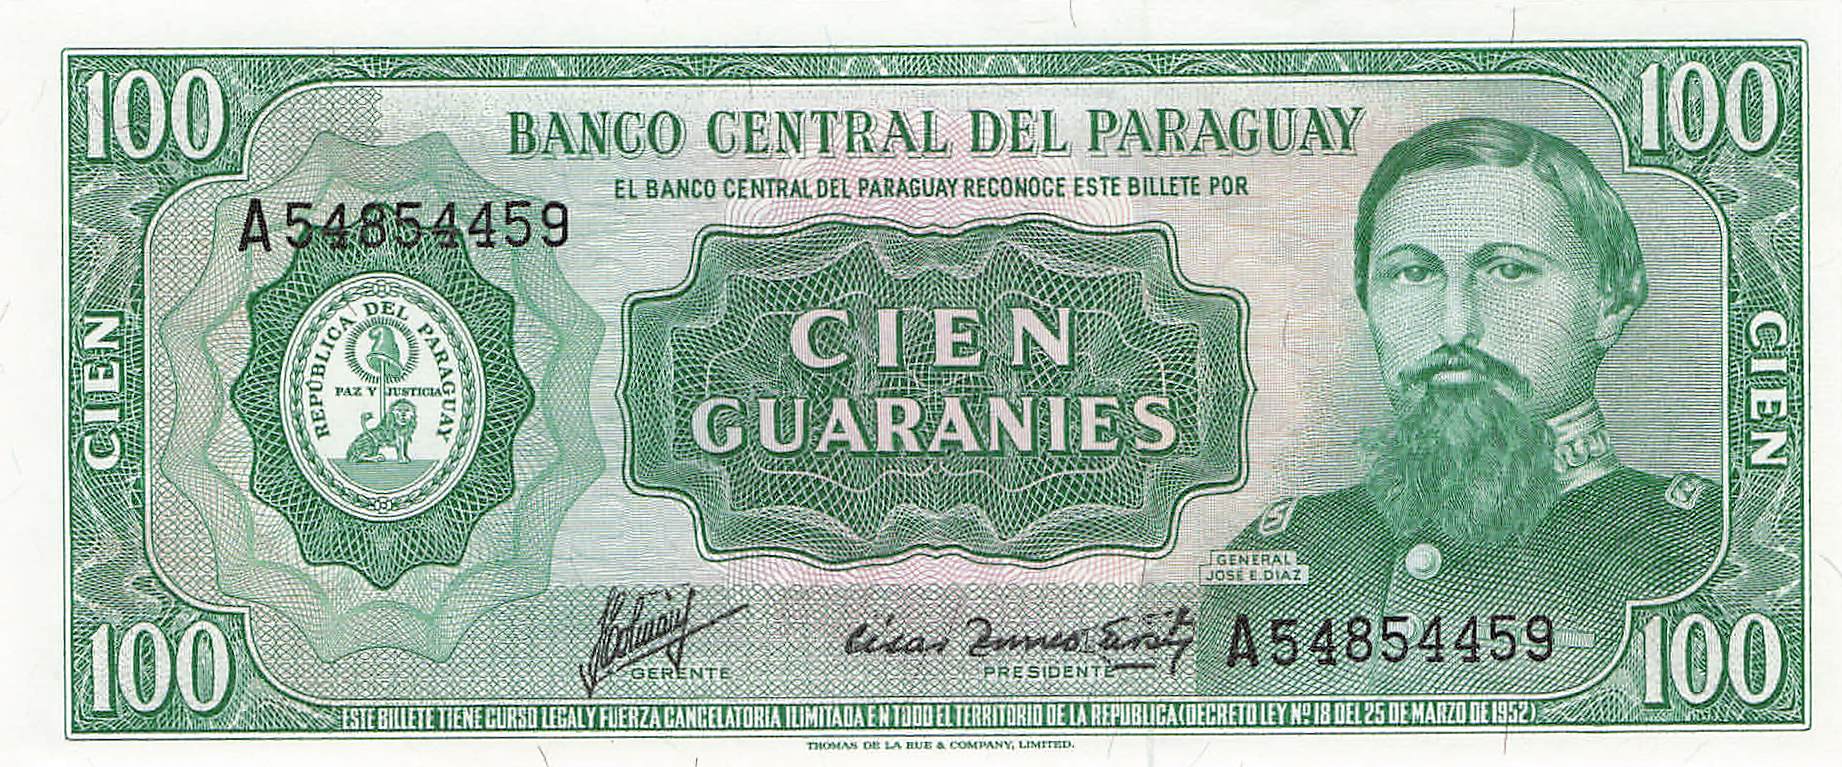 100
100
BANCO CENTRAL DEL PARAGUAY
EL BANCO CENTRAL DEL PARAGUAY RECONOCE ESTE BILLETE POR
A54854459
CIEN
REPÚBLICA DEL PARAGUAY
PAZ Y JUSTICIA
CIEN
GUARANIES
CIEN
GENERAL
JOSE E. DIAZ
A54854459
GERENTE
César
PRESIDENTE
100
100
ESTE BILLETE TIENE CURSO LEGAL Y FUERZA CANCELATORIA ILIMITADA EN TODO EL TERRITORIO DE LA REPUBLICA (DECRETO LEY Nº 18 DEL 25 DE MARZO DE 1952)
THOMAS DE LA RUE & COMPANY, LIMITED.